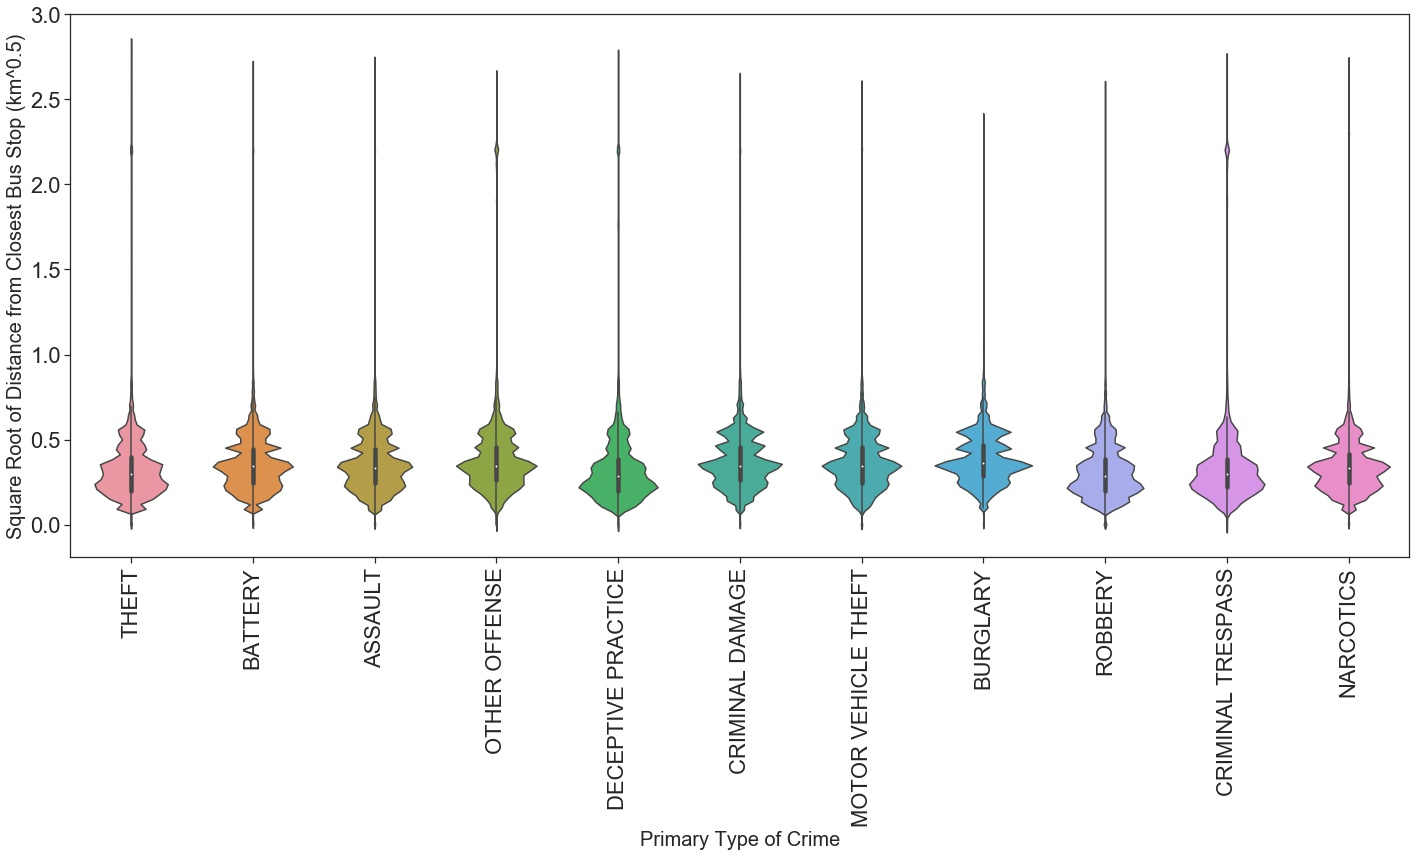 Square Root of Distance from Closest Bus Stop (km^0.5)
3.0
2.5
2.0
1.5
1.0
0.5
0.0
THEFT
BATTERY
ASSAULT
OTHER OFFENSE
DECEPTIVE PRACTICE
CRIMINAL DAMAGE
MOTOR VEHICLE THEFT
BURGLARY
ROBBERY
CRIMINAL TRESPASS
NARCOTICS
Primary Type of Crime